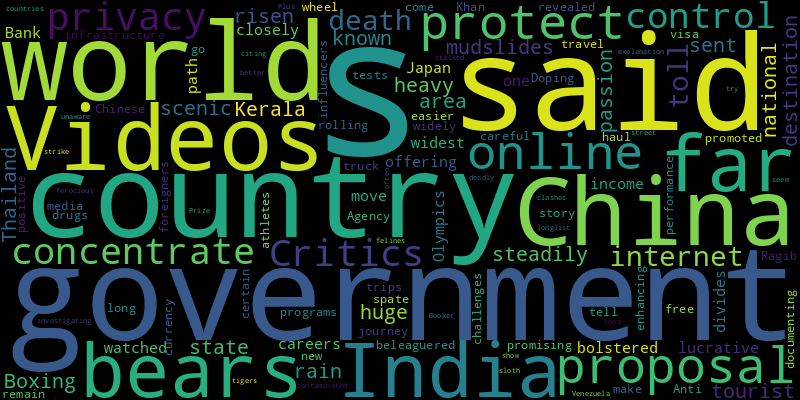 countries privacy risen death come Khan revealed
Plus wheel protect control
Bank infrastructure closely known influencers mudslides sent visa
worlds s said travel toll destination
path go citing tests Japan one Doping passion national
better stalked heavy explanation
Chinese scenic Kerala area easier widely try
unaware Videos rolling widest careful haul street promoted
strike online far
Thailand truck offering income performance seem
positive foreigners country move often deadly China
ferocious media drugs Prize athletes Agency Olympics story clashes longlist
concentrate Critics felines steadily internet Ragib
government trips spate challenges enhancing divides documenting
long certain programs huge Booker tell free
investigating currency journey food
watched state careers beleaguered promising bolstered lucrative
bears new India show proposal
Boxing rain sloth make Anti tourist
remain tigers contaminated Venezuela